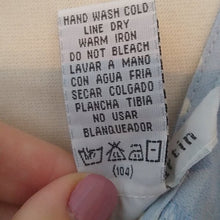 HAND WASH COLD
LINE DRY
WARM IRON
DO NOT BLEACH
LAVAR A MANO
CON AGUA FRIA
SECAR COLGADO
PLANCHA TIBIA
NO USAR
BLANQUEADOR
(104)